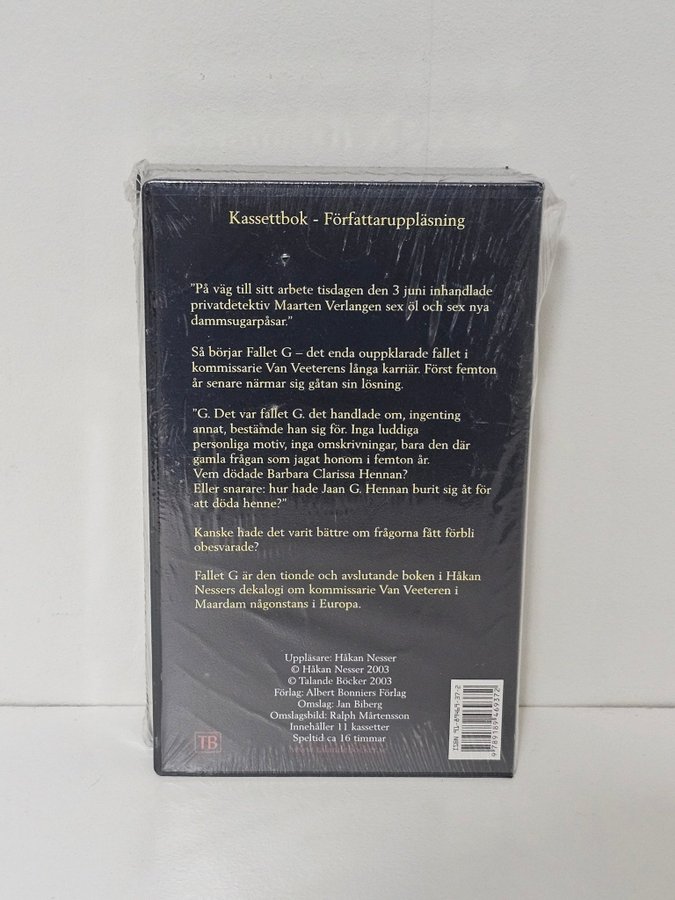 Kassettbok - Författaruppläsning
"På väg till sitt arbete tisdagen den 3 juni inhandlade
privatdetektiv Maarten Verlangen sex öl och sex nya
dammsugarpåsar."
Så börjar Fallet G – det enda ouppklarade fallet i
kommissarie Van Veeterens långa karriär. Först femton
år senare närmar sig gåtan sin lösning.
"G. Det var fallet G. det handlade om, ingenting
annat, bestämde han sig för. Inga luddiga
personliga motiv, inga omskrivningar, bara den där
gamla frågan som jagat honom i femton år.
Vem dödade Barbara Clarissa Hennan?
Eller snarare: hur hade Jaan G. Hennan burit sig åt för
att döda henne?"
Kanske hade det varit bättre om frågorna fått förbli
obesvarade?
Fallet G är den tionde och avslutande boken i Håkan
Nessers dekalogi om kommissarie Van Veeteren i
Maardam någonstans i Europa.
Uppläsare: Håkan Nesser
© Håkan Nesser 2003
© Talande Böcker 2003
Förlag: Albert Bonniers Förlag
Omslag: Jan Biberg
Omslagsbild: Ralph Mårtensson
Innehåller 11 kassetter
Speltid ca 16 timmar
TB
ISBN 91-89469-37-2
9789189469372